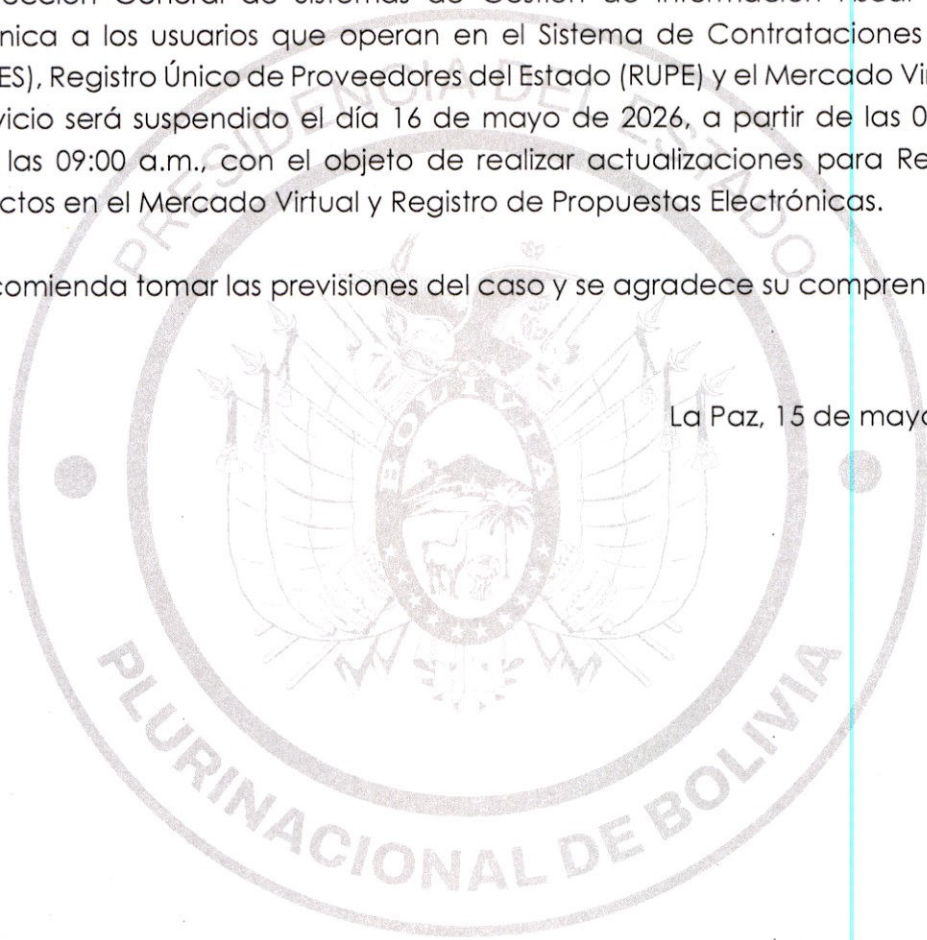 rección General de Sistemas de Gestión de Información Fiscal
nica a los usuarios que operan en el Sistema de Contrataciones
ES), Registro Único de Proveedores del Estado (RUPE) y el Mercado Vi
vicio será suspendido el día 16 de mayo de 2026, a partir de las 0
las 09:00 a.m., con el objeto de realizar actualizaciones para Re
ctos en el Mercado Virtual y Registro de Propuestas Electrónicas.
comienda tomar las previsiones del caso y se agradece su compren
La Paz, 15 de mayo
PRESIDENCIA DEL ESTADO
BOLIVIA
PLURINACIONAL DE BOLIVIA